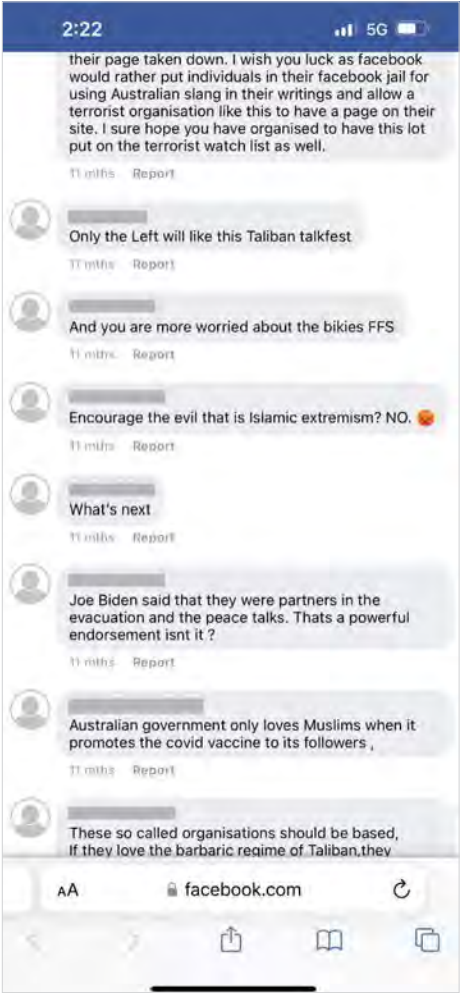 2:22
5G
their page taken down. I wish you luck as facebook
would rather put individuals in their facebook jail for
using Australian slang in their writings and allow a
terrorist organisation like this to have a page on their
site. I sure hope you have organised to have this lot
put on the terrorist watch list as well.
11 mths Report
Only the Left will like this Taliban talkfest
11 mths Report
And you are more worried about the bikies FFS
11 mths Report
Encourage the evil that is Islamic extremism? NO. 😡
11 mths Report
What's next
11 mths Report
Joe Biden said that they were partners in the
evacuation and the peace talks. Thats a powerful
endorsement isnt it ?
11 mths Report
Australian government only loves Muslims when it
promotes the covid vaccine to its followers ,
11 mths Report
These so called organisations should be based,
If they love the barbaric regime of Taliban,they
AA facebook.com